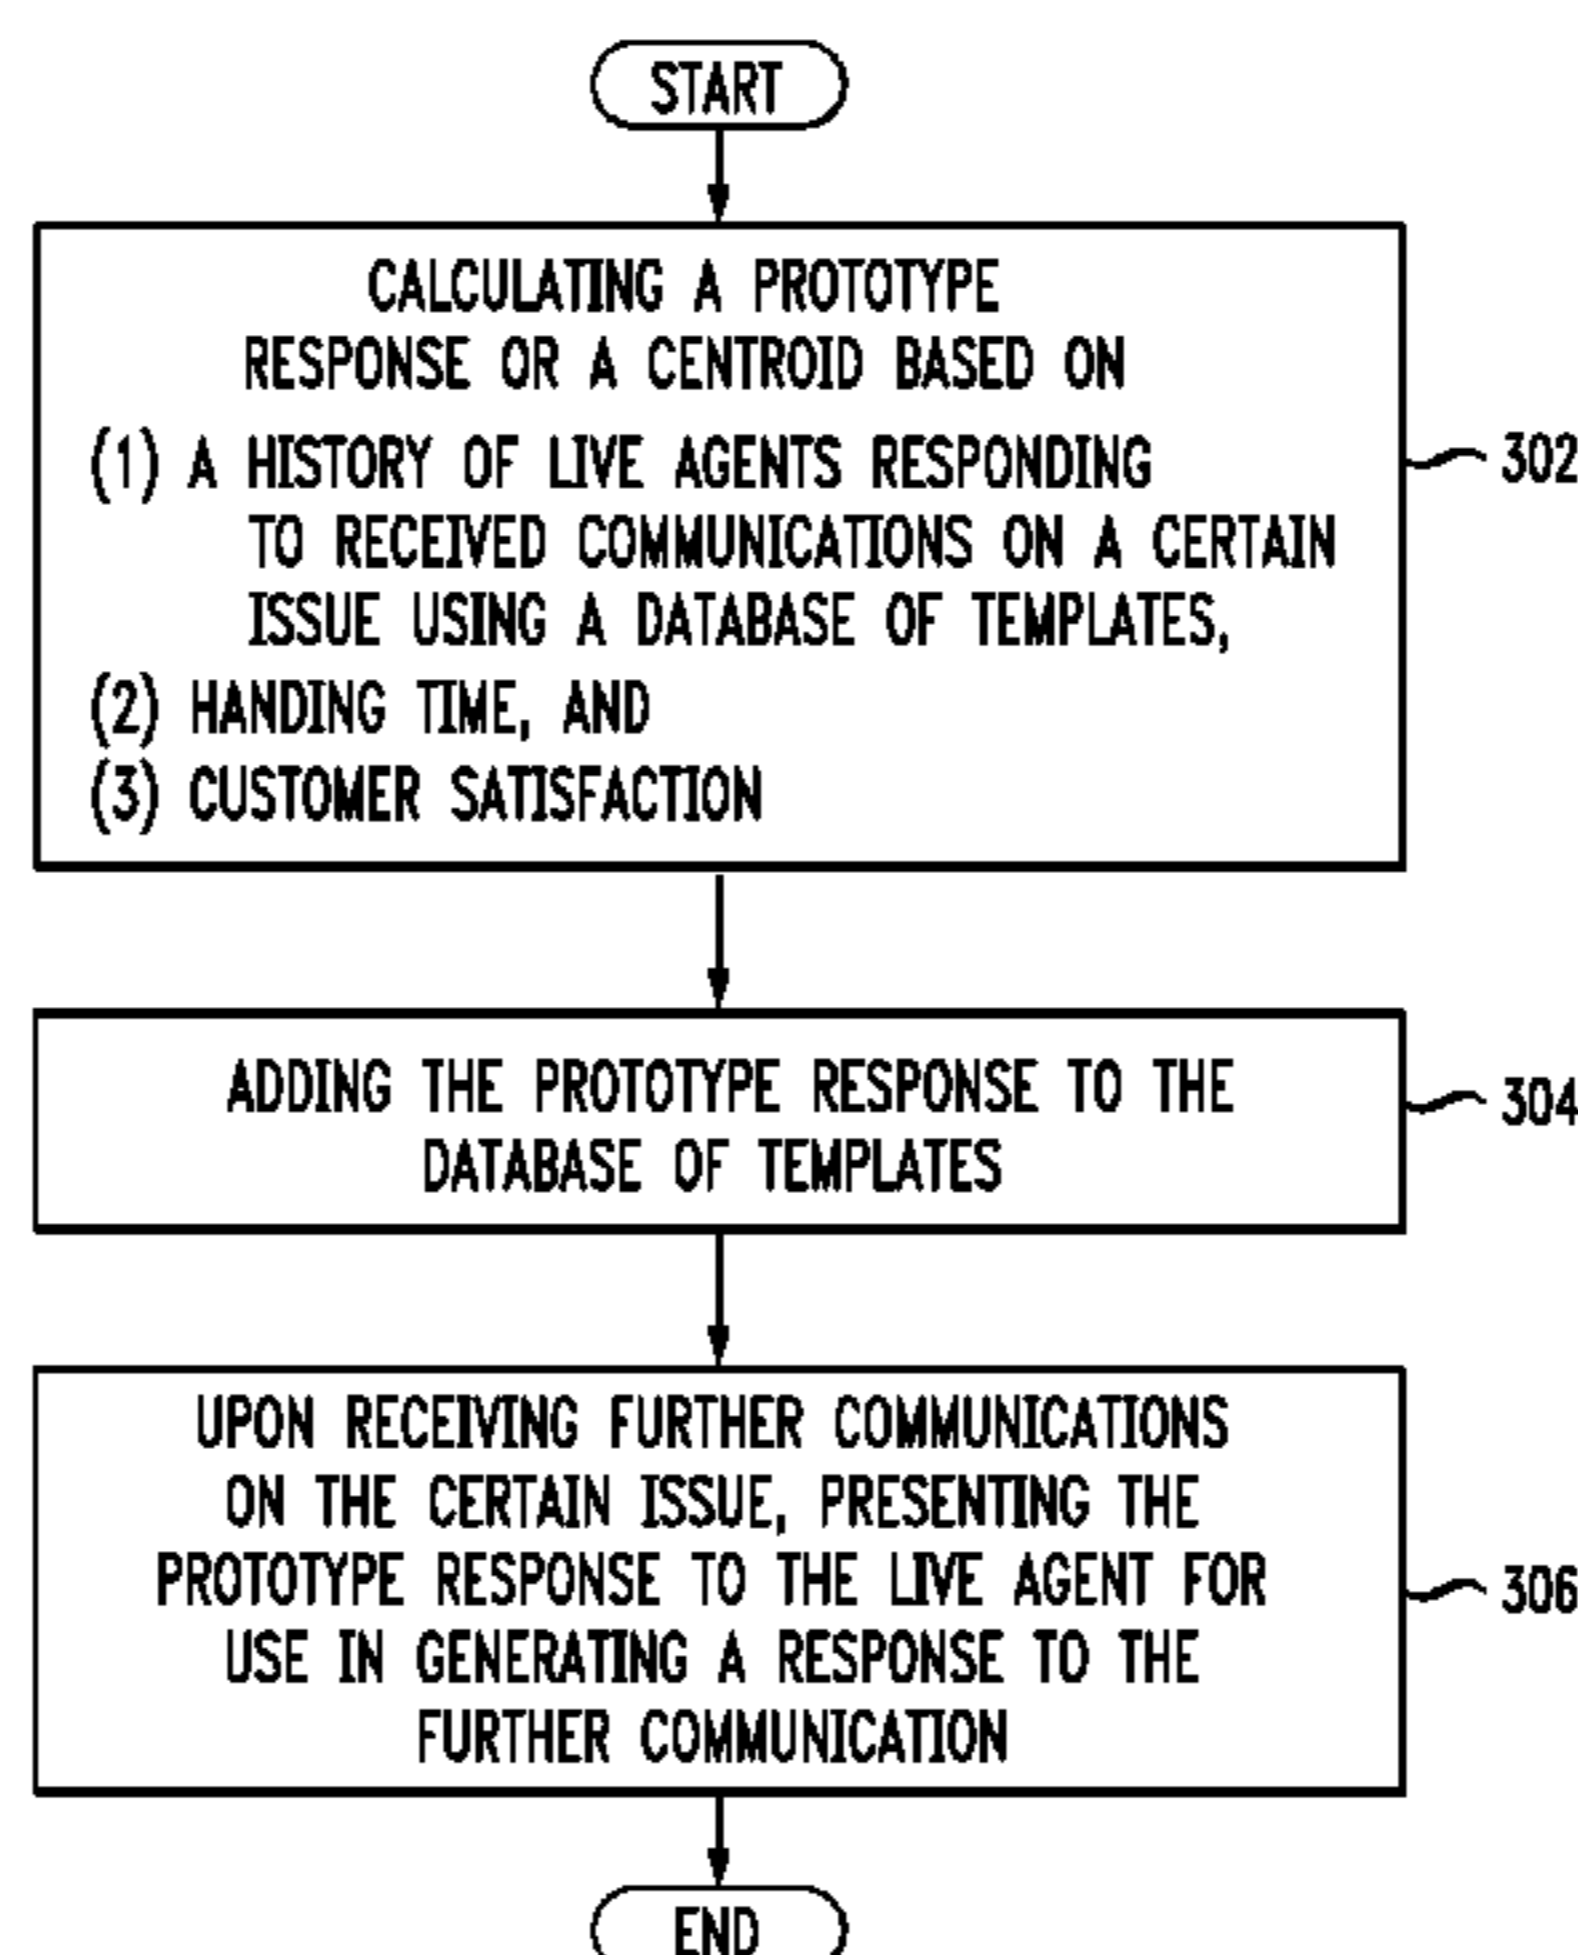 START
CALCULATING A PROTOTYPE
RESPONSE OR A CENTROID BASED ON
(1) A HISTORY OF LIVE AGENTS RESPONDING
TO RECEIVED COMMUNICATIONS ON A CERTAIN
ISSUE USING A DATABASE OF TEMPLATES,
(2) HANDING TIME, AND
(3) CUSTOMER SATISFACTION
302
ADDING THE PROTOTYPE RESPONSE TO THE
DATABASE OF TEMPLATES
304
UPON RECEIVING FURTHER COMMUNICATIONS
ON THE CERTAIN ISSUE, PRESENTING THE
PROTOTYPE RESPONSE TO THE LIVE AGENT FOR
USE IN GENERATING A RESPONSE TO THE
FURTHER COMMUNICATION
306
END